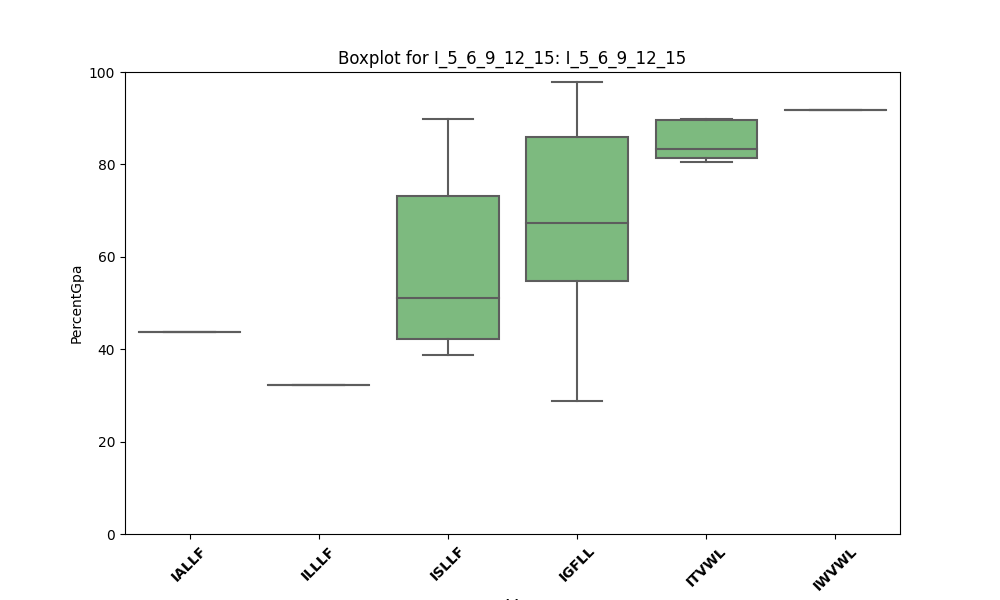 Boxplot for I_5_6_9_12_15: I_5_6_9_12_15
PercentGpa
100
80
60
40
20
0
IALLF
ILLLF
ISLLF
IGFLL
ITVWL
IWVWL